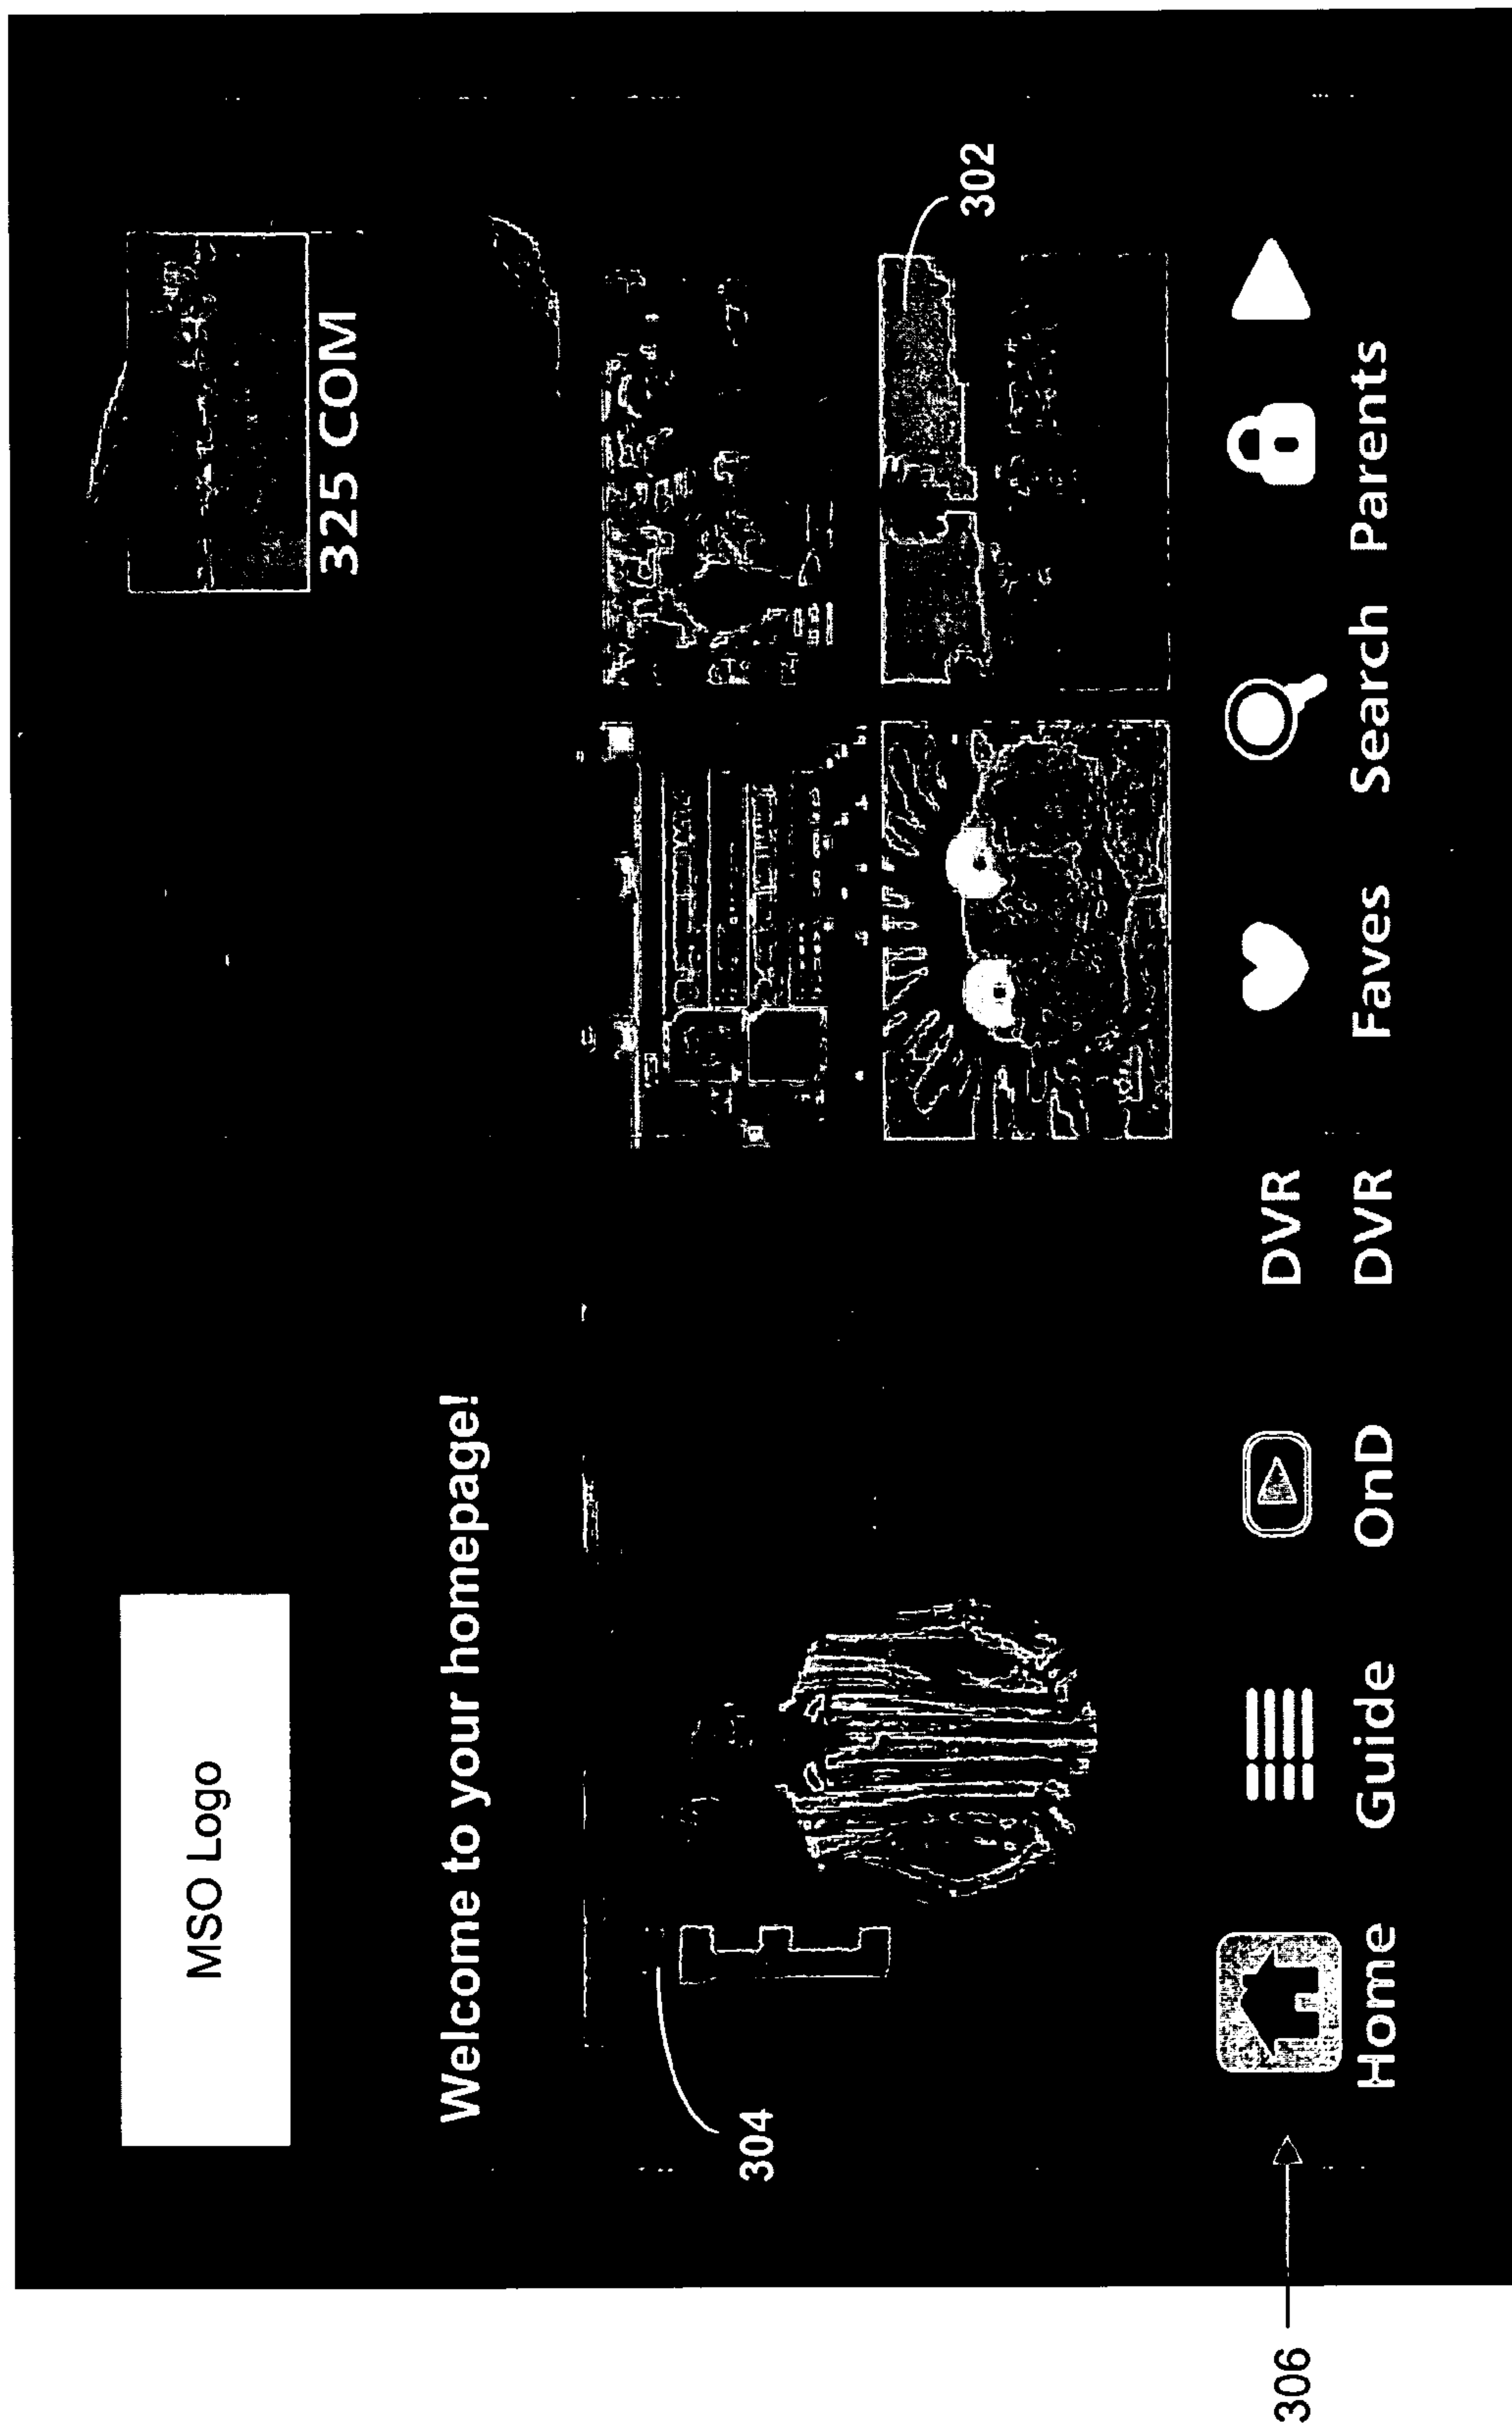 MSO Logo
325 COM
Welcome to your homepage!
304
302
306
DVR
Home Guide OnD DVR Faves Search Parents